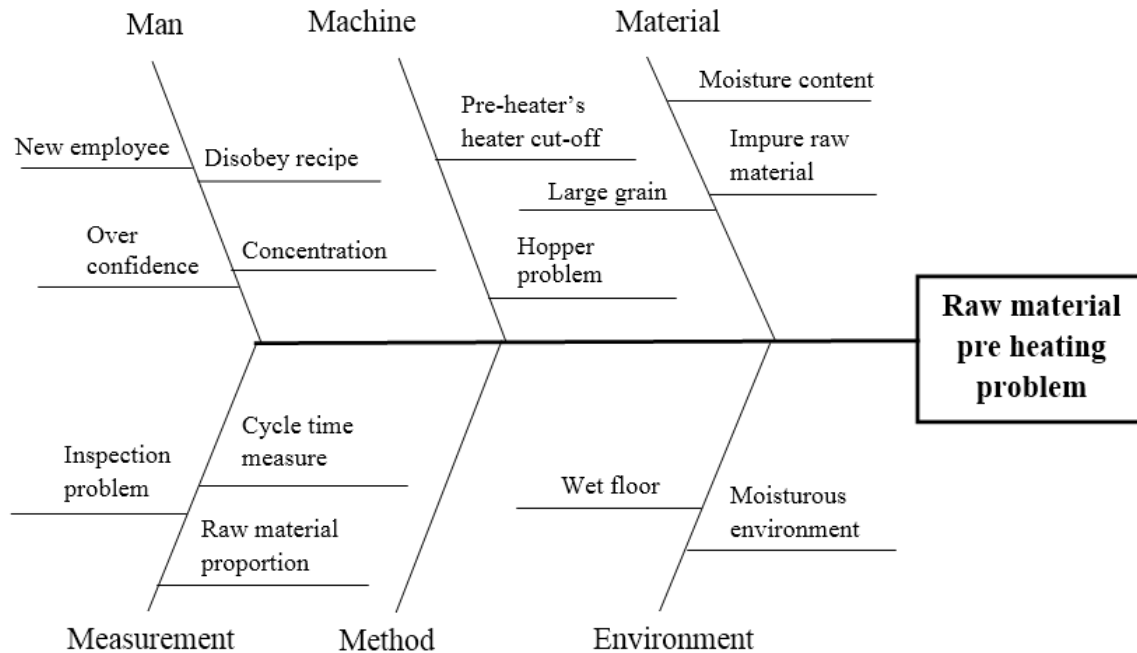 Man
Machine
Material
New employee
Disobey recipe
Over
confidence
Concentration
Pre-heater’s
heater cut-off
Hopper
problem
Moisture content
Impure raw
material
Large grain
Raw material
pre heating
problem
Inspection
problem
Cycle time
measure
Raw material
proportion
Wet floor
Moisturous
environment
Measurement
Method
Environment